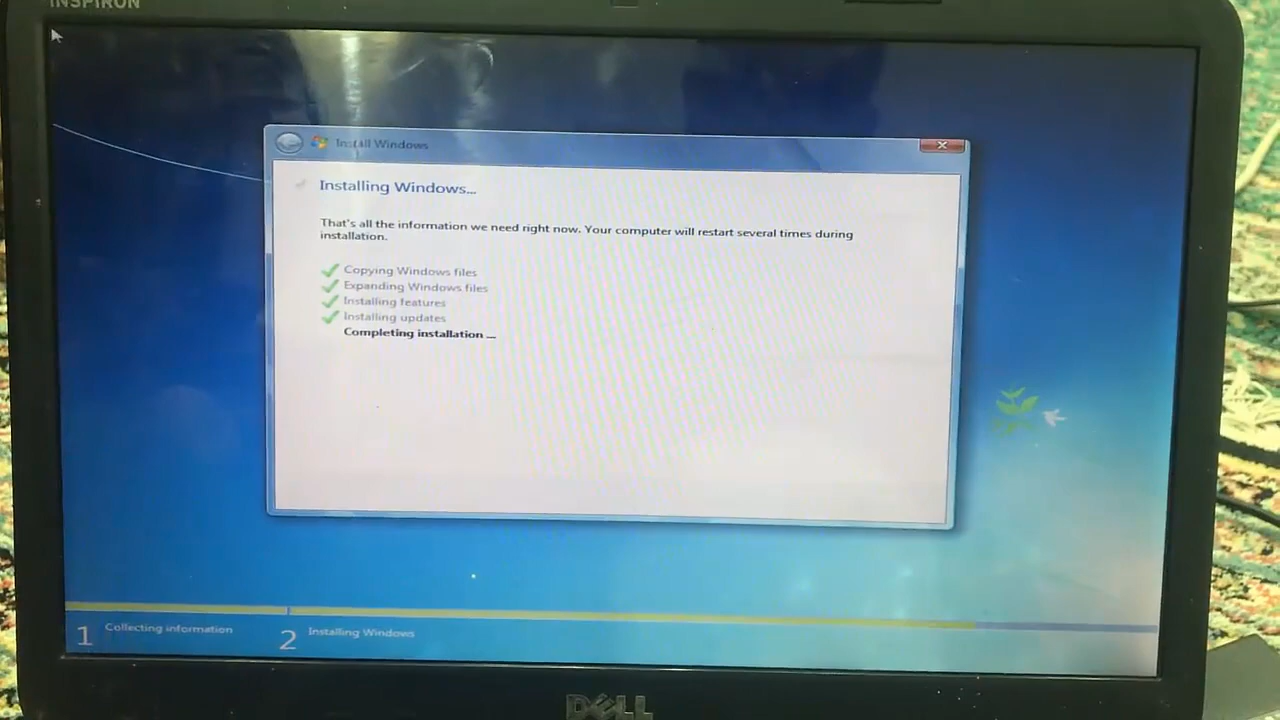 INSPIRON
Install Windows
Installing Windows...
That's all the information we need right now. Your computer will restart several times during
installation.
Copying Windows files
Expanding Windows files
Installing features
Installing updates
Completing installation ...
1 Collecting information
2 Installing Windows
DELL